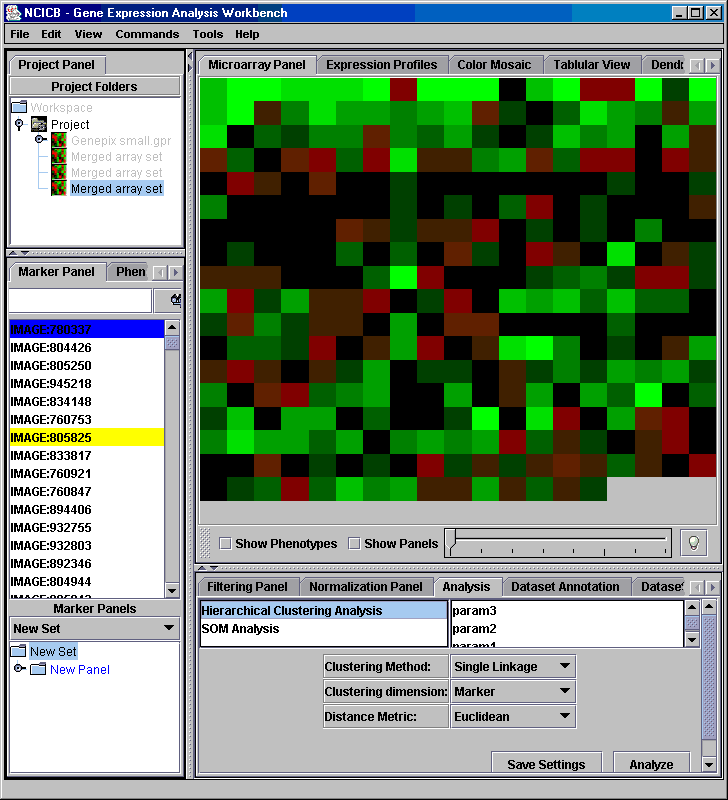 NCICB - Gene Expression Analysis Workbench
File Edit View Commands Tools Help
Project Panel
Project Folders
Workspace
Project
Genepix small.gpr
Merged array set
Merged array set
Merged array set
Microarray Panel Expression Profiles Color Mosaic Tablular View
Marker Panel Phen
IMAGE:780337
IMAGE:804426
IMAGE:805250
IMAGE:945218
IMAGE:834148
IMAGE:760753
IMAGE:805825
IMAGE:833817
IMAGE:760921
IMAGE:760847
IMAGE:894406
IMAGE:932755
IMAGE:932803
IMAGE:892346
IMAGE:804944
Marker Panels
New Set
New Set
New Panel
Show Phenotypes Show Panels
Filtering Panel Normalization Panel Analysis Dataset Annotation Dataset
Hierarchical Clustering Analysis
SOM Analysis
param3
param2
param1
Clustering Method: Single Linkage
Clustering dimension: Marker
Distance Metric: Euclidean
Save Settings Analyze